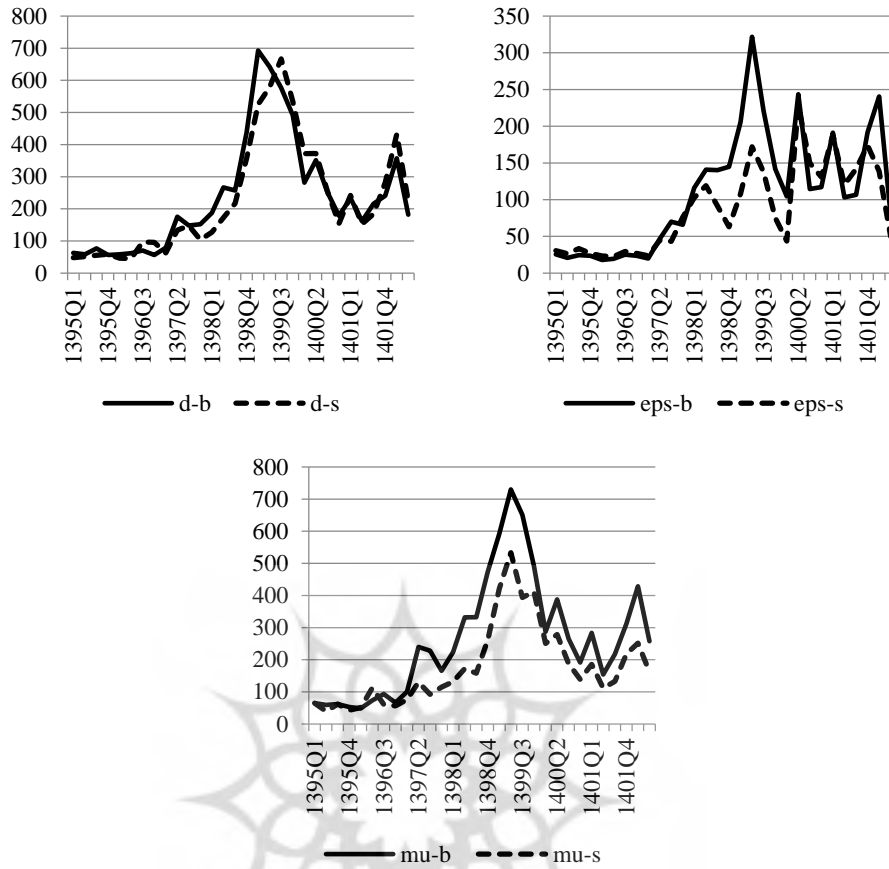 800
700
600
500
400
300
200
100
0
1395Q1
1395Q4
1396Q3
1397Q2
1398Q1
1398Q4
1399Q3
1400Q2
1401Q1
1401Q4
d-b d-s
350
300
250
200
150
100
50
0
1395Q1
1395Q4
1396Q3
1397Q2
1398Q1
1398Q4
1399Q3
1400Q2
1401Q1
1401Q4
eps-b eps-s
800
700
600
500
400
300
200
100
0
1395Q1
1395Q4
1396Q3
1397Q2
1398Q1
1398Q4
1399Q3
1400Q2
1401Q1
1401Q4
mu-b mu-s